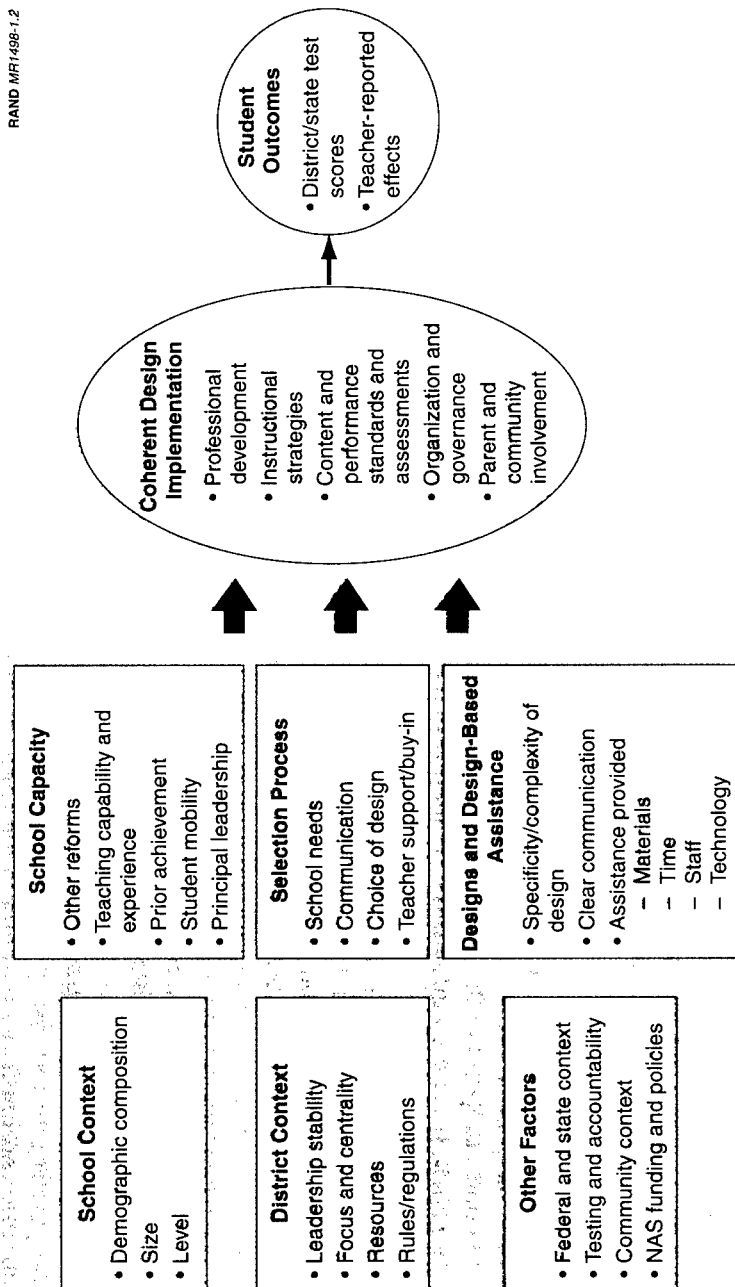 RAND MR1498-1.2
School Context
• Demographic composition
• Size
• Level
District Context
• Leadership stability
• Focus and centrality
• Resources
• Rules/regulations
Other Factors
• Federal and state context
• Testing and accountability
• Community context
• NAS funding and policies
School Capacity
• Other reforms
• Teaching capability and
experience
• Prior achievement
• Student mobility
• Principal leadership
Selection Process
• School needs
• Communication
• Choice of design
• Teacher support/buy-in
Designs and Design-Based
Assistance
• Specificity/complexity of
design
• Clear communication
• Assistance provided
– Materials
– Time
– Staff
– Technology
Coherent Design
Implementation
• Professional
development
• Instructional
strategies
• Content and
performance
standards and
assessments
• Organization and
governance
• Parent and
community
involvement
Student
Outcomes
• District/state test
scores
• Teacher-reported
effects